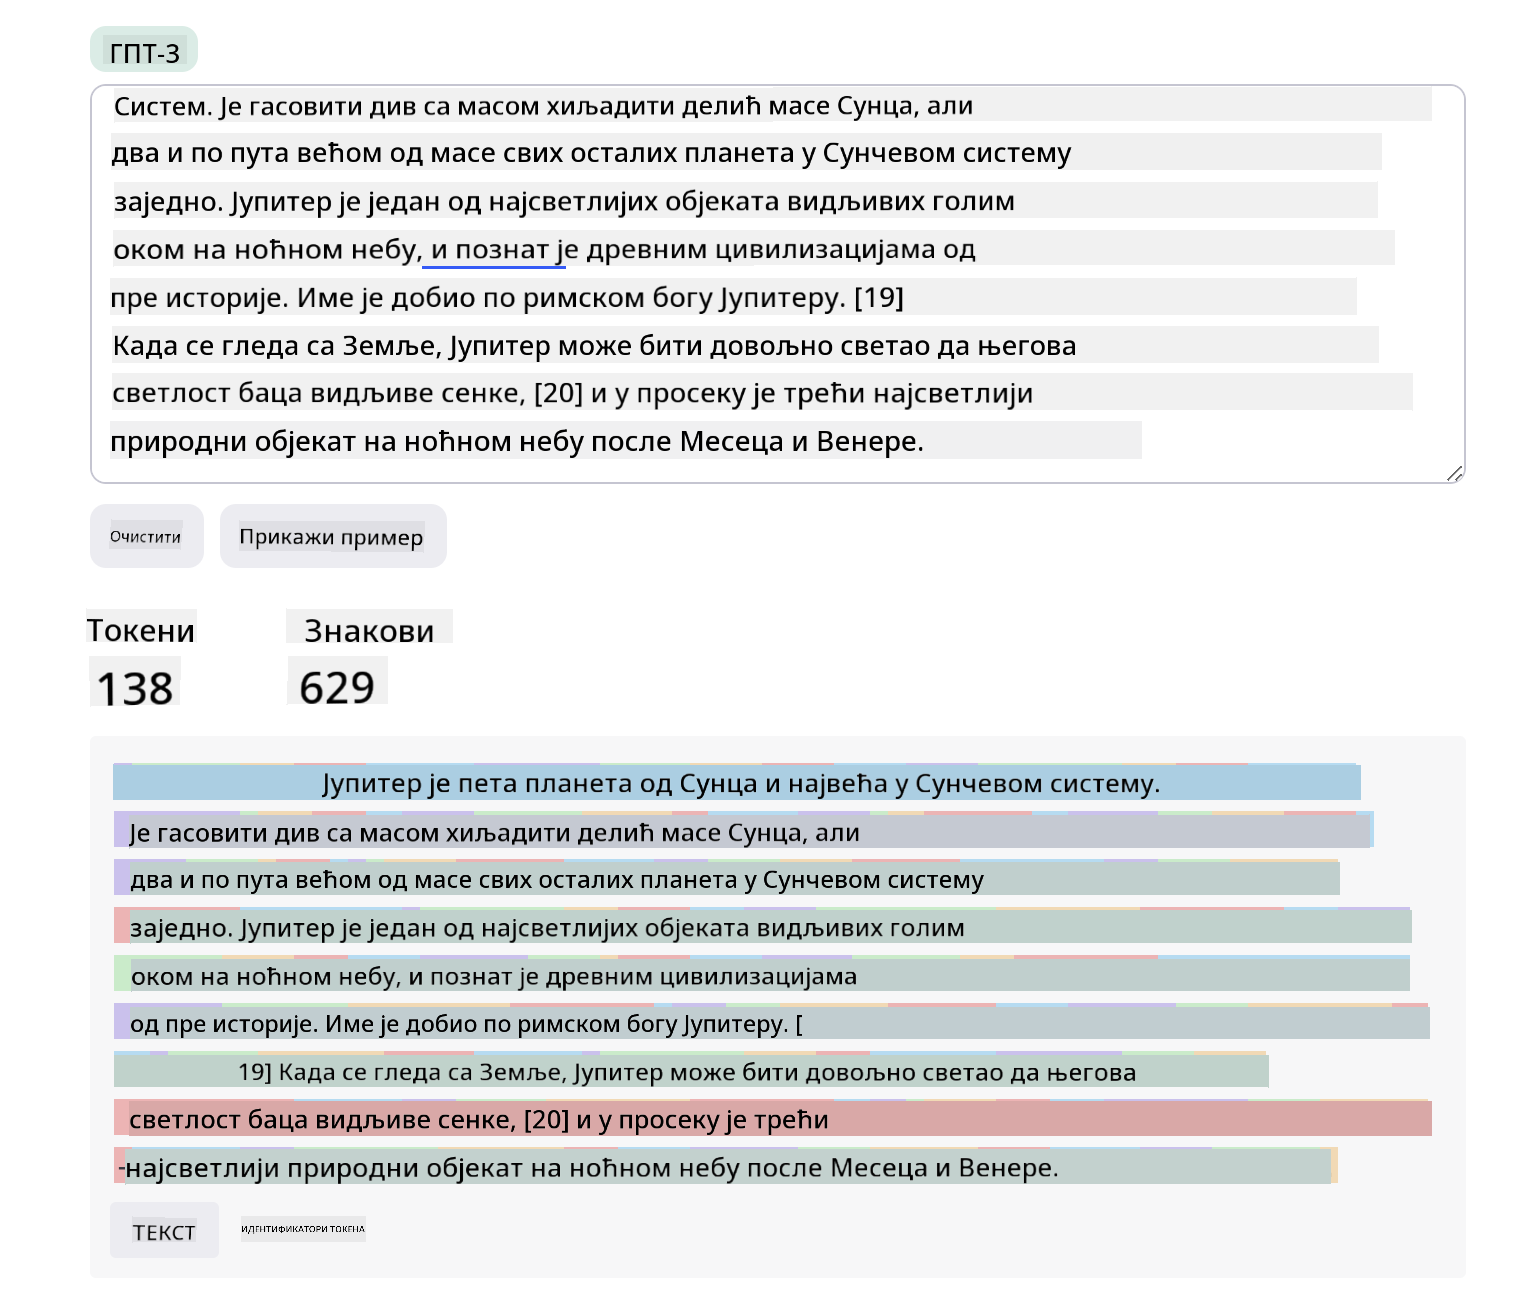 ГПТ-3
Систем. Је гасовити див са масом хиљадити делић масе Сунца, али
два и по пута већом од масе свих осталих планета у Сунчевом систему
заједно. Јупитер је један од најсветлијих објеката видљивих голим
оком на ноћном небу, и познат је древним цивилизацијама од
пре историје. Име је добио по римском богу Јупитеру. [19]
Када се гледа са Земље, Јупитер може бити довољно светао да његова
светлост баца видљиве сенке, [20] и у просеку је трећи најсветлији
природни објекат на ноћном небу после Месеца и Венере.
Очистити Прикажи пример
Токени Знакови
138 629
Јупитер је пета планета од Сунца и највећа у Сунчевом систему.
Је гасовити див са масом хиљадити делић масе Сунца, али
два и по пута већом од масе свих осталих планета у Сунчевом систему
заједно. Јупитер је један од најсветлијих објеката видљивих голим
оком на ноћном небу, и познат је древним цивилизацијама
од пре историје. Име је добио по римском богу Јупитеру. [
19] Када се гледа са Земље, Јупитер може бити довољно светао да његова
светлост баца видљиве сенке, [20] и у просеку је трећи
-најсветлији природни објекат на ноћном небу после Месеца и Венере.
ТЕКСТ ИДЕНТИФИКАТОРИ ТОКЕНА